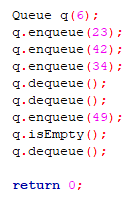 Queue q(6);
q.enqueue(23);
q.enqueue(42);
q.enqueue(34);
q.dequeue();
q.dequeue();
q.enqueue(49);
q.isEmpty();
q.dequeue();
return 0;